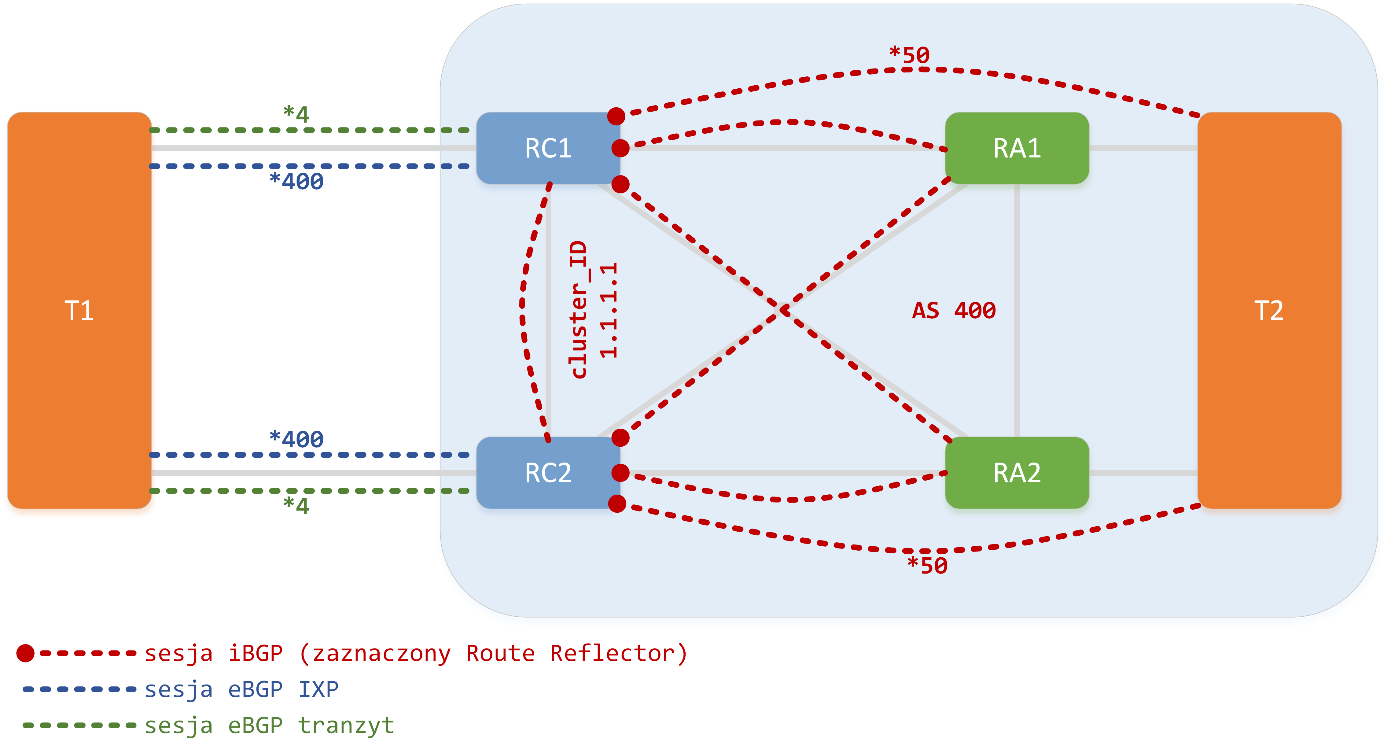 *50
*4
RC1
RA1
*400
cluster_ID
1.1.1.1
T1
AS 400
T2
*400
RC2
RA2
*4
*50
sesja iBGP (zaznaczony Route Reflector)
sesja eBGP IXP
sesja eBGP tranzyt